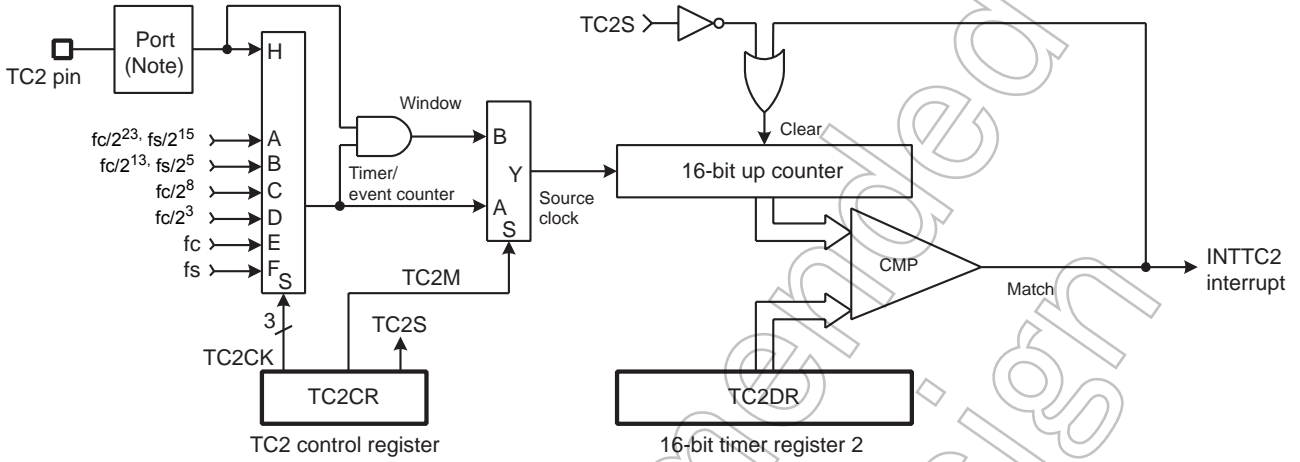 TC2S
Port
(Note)
H
TC2 pin
Window
Clear
fc/2^23, fs/2^15
A
B
fc/2^13, fs/2^5
B
Y
16-bit up counter
Timer/
event counter
fc/2^8
C
Source
clock
A
fc/2^3
D
S
fc
E
INTTC2
interrupt
CMP
fs
F
S
TC2M
Match
3
TC2S
TC2CK
TC2CR
TC2DR
TC2 control register
16-bit timer register 2
mended
esign